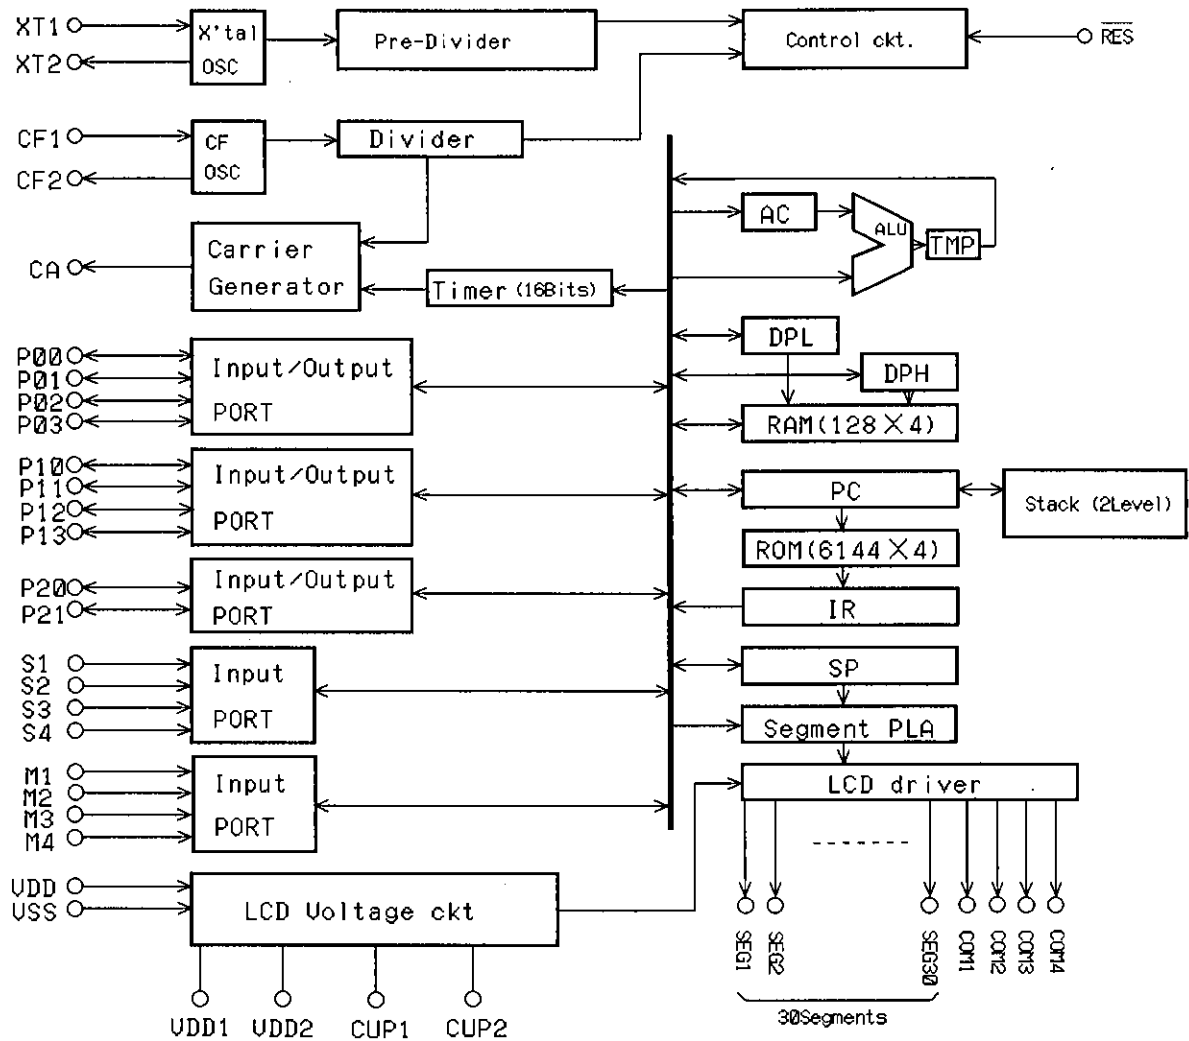 XT1
XT2
X'tal
OSC
Pre-Divider
Control ckt.
RES
CF1
CF2
CF
OSC
Divider
CA
Carrier
Generator
Timer (16Bits)
AC
ALU
TMP
DPL
DPH
RAM(128×4)
P00
P01
P02
P03
Input/Output
PORT
P10
P11
P12
P13
Input/Output
PORT
PC
Stack (2Level)
ROM(6144×4)
IR
P20
P21
Input/Output
PORT
S1
S2
S3
S4
Input
PORT
SP
Segment PLA
LCD driver
M1
M2
M3
M4
Input
PORT
VDD
VSS
LCD Voltage ckt
VDD1
VDD2
CUP1
CUP2
SEG1
SEG2
SEG30
COM1
COM2
COM3
COM4
30Segments